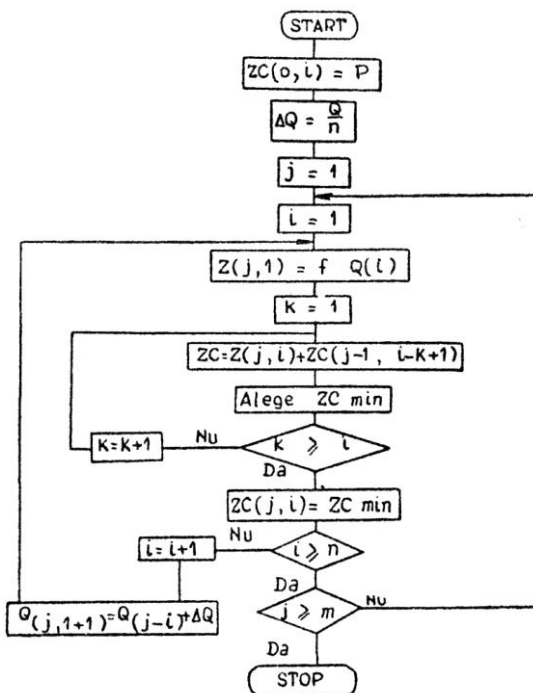 START
ZC(o,i) = P
ΔQ = Q/n
j = 1
i = 1
Z(j,1) = f Q(i)
K = 1
ZC=Z(j,i)+ZC(j-1, i-K+1)
Alege ZC min
K=K+1
Nu
k ⩾ i
Da
ZC(j,i)= ZC min
i=i+1
Nu
i⩾n
Da
Q(j,1+1)=Q(j-i)+ΔQ
j⩾m
Nu
Da
STOP